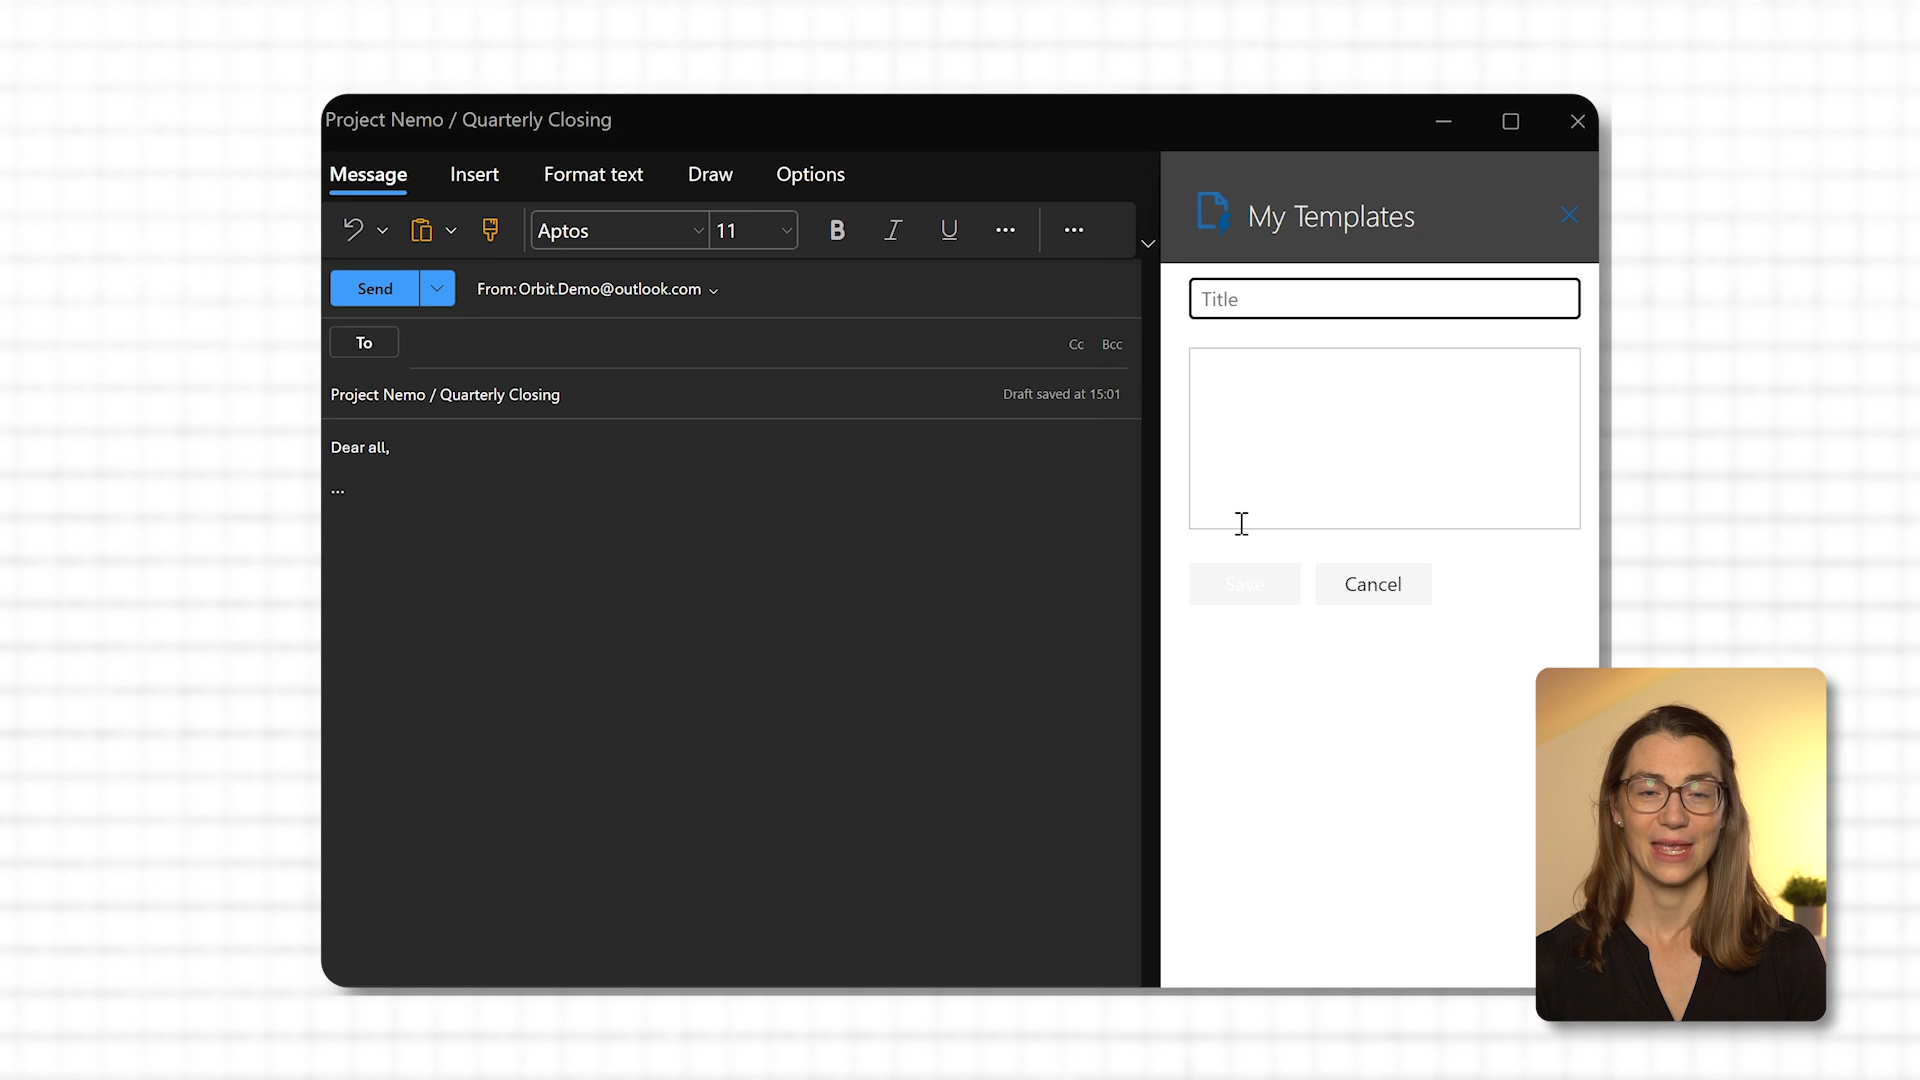 Project Nemo / Quarterly Closing
Message Insert Format text Draw Options
Aptos 11 B I U ...  ...
Send From: Orbit.Demo@outlook.com
To Cc Bcc
Project Nemo / Quarterly Closing Draft saved at 15:01
Dear all,
...
My Templates
Title
Save Cancel